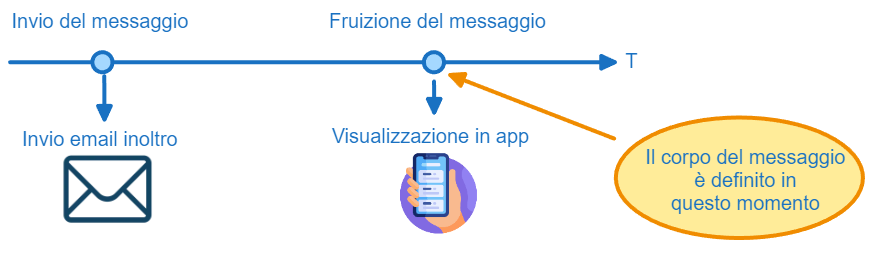 Invio del messaggio
Fruizione del messaggio
T
Invio email inoltro
Visualizzazione in app
Il corpo del messaggio
è definito in
questo momento